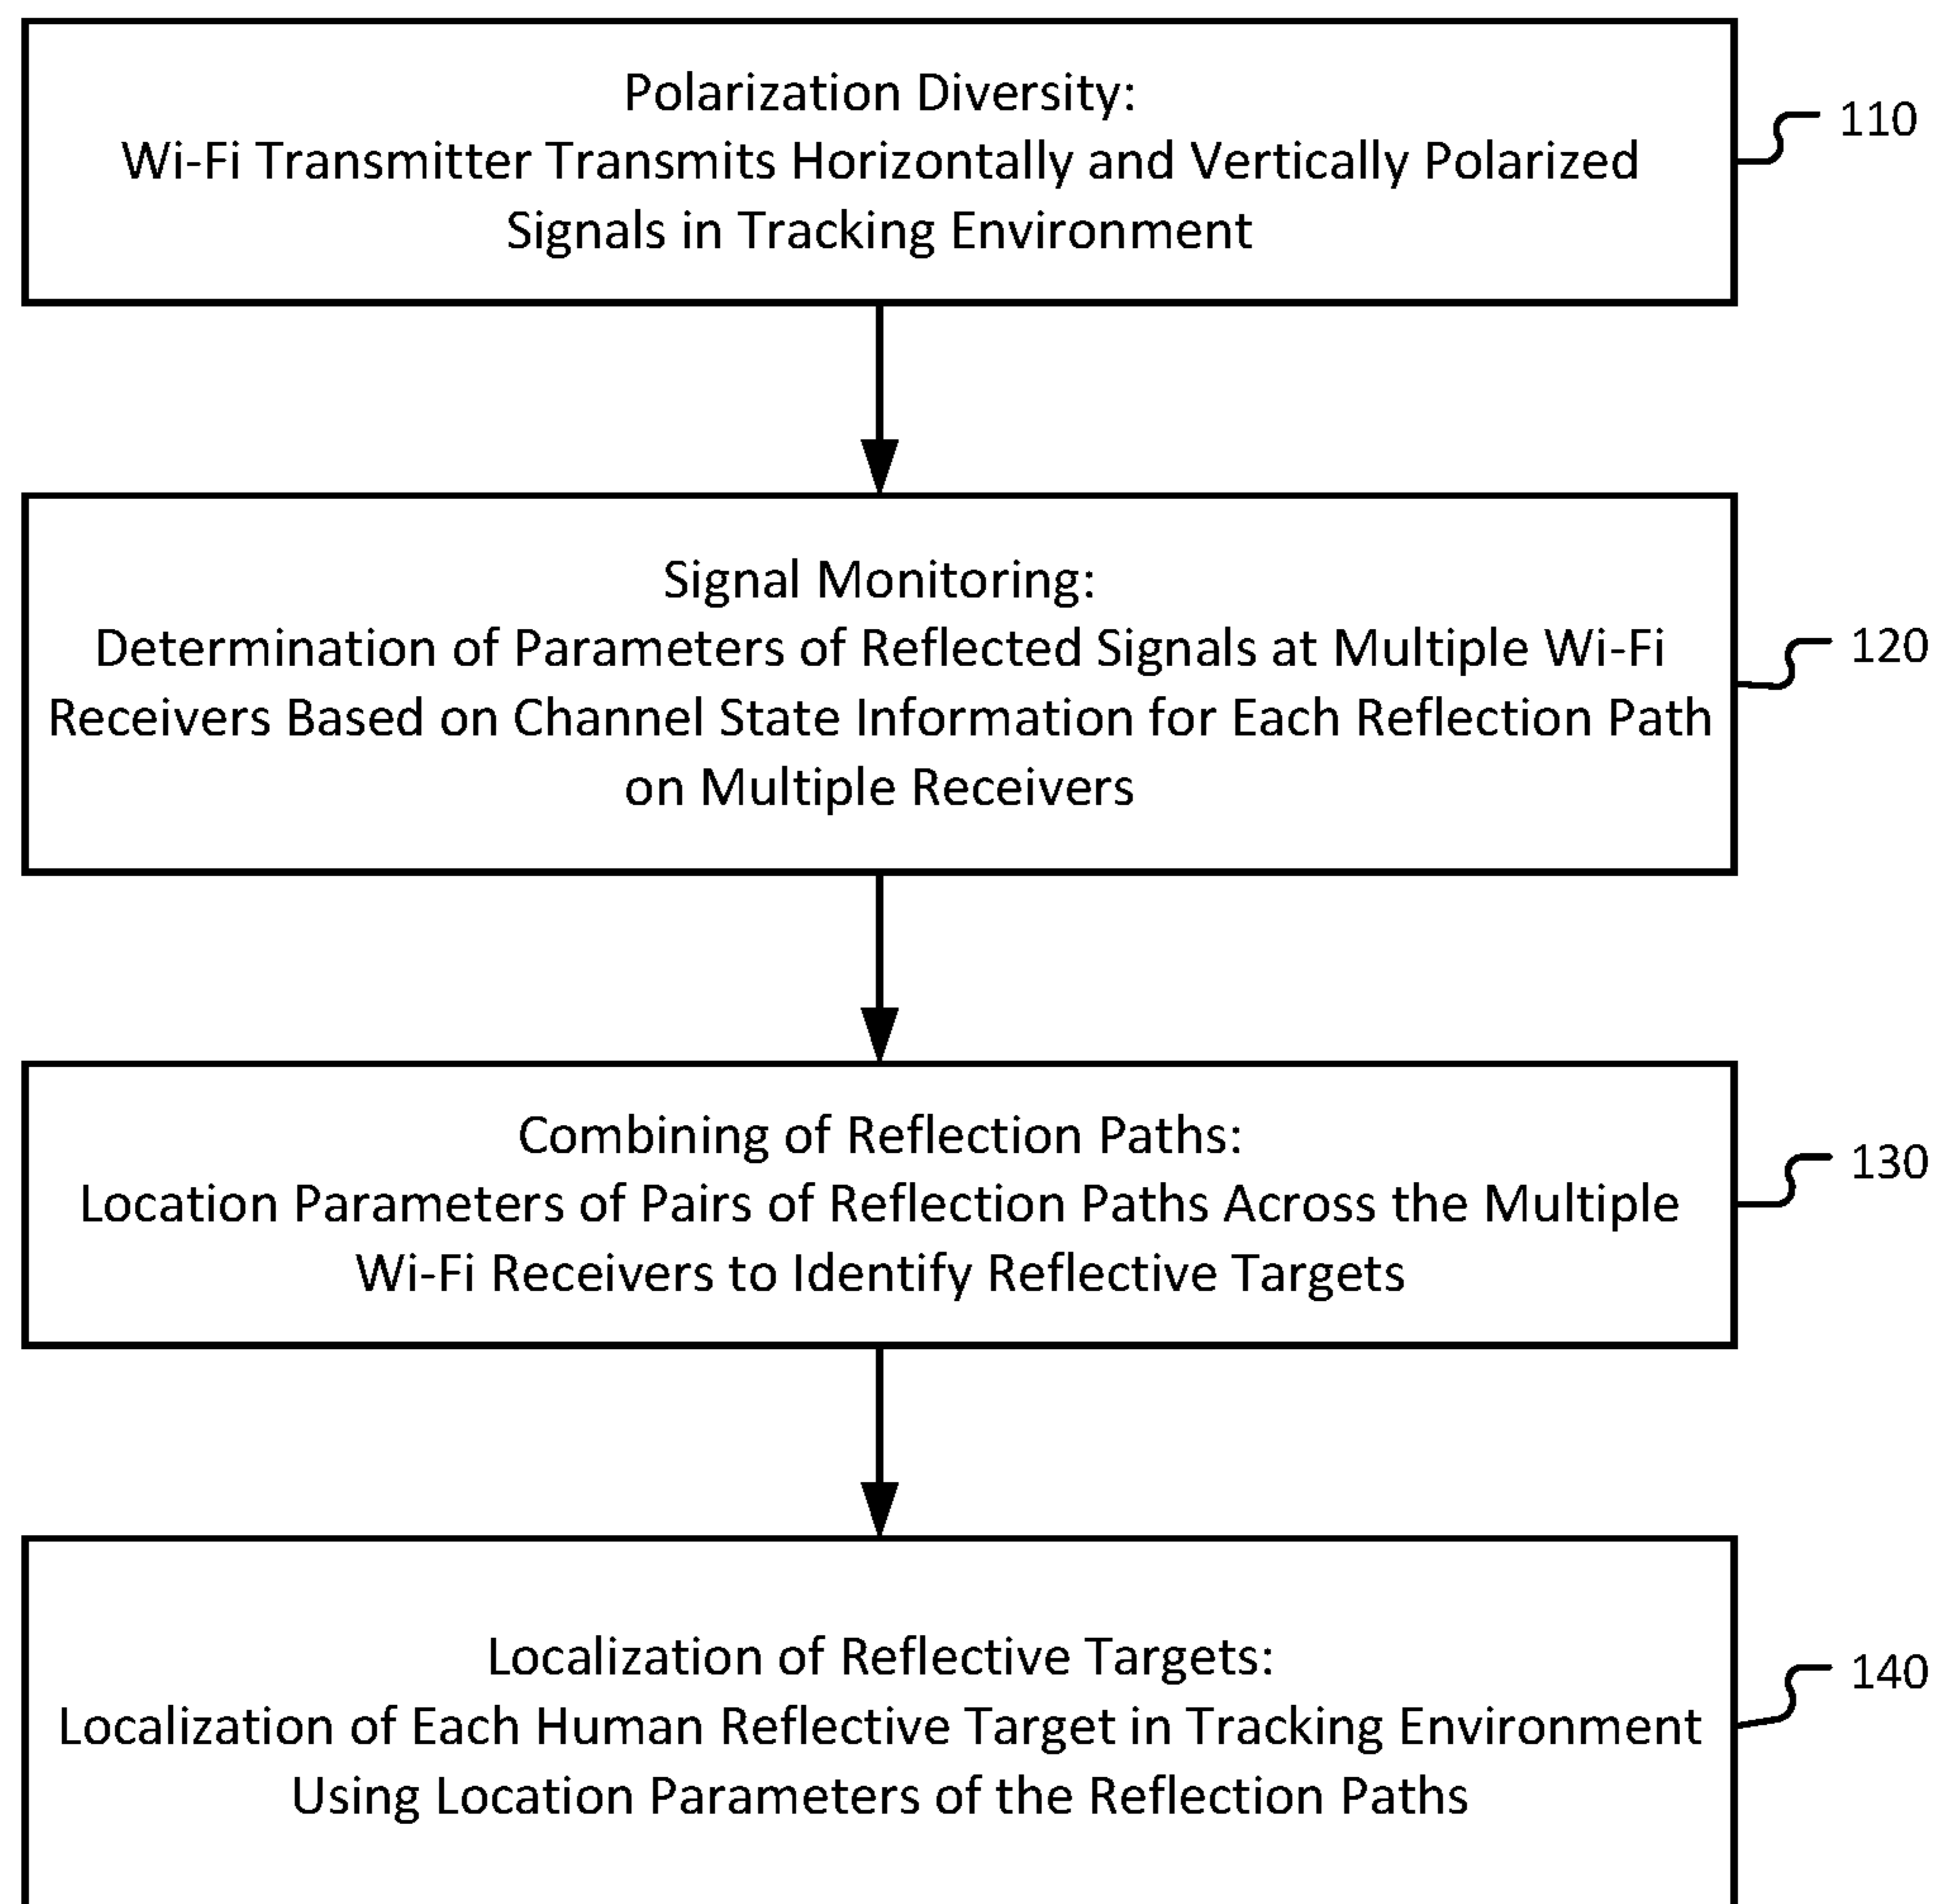 Polarization Diversity:
Wi-Fi Transmitter Transmits Horizontally and Vertically Polarized
Signals in Tracking Environment
110
Signal Monitoring:
Determination of Parameters of Reflected Signals at Multiple Wi-Fi
Receivers Based on Channel State Information for Each Reflection Path
on Multiple Receivers
120
Combining of Reflection Paths:
Location Parameters of Pairs of Reflection Paths Across the Multiple
Wi-Fi Receivers to Identify Reflective Targets
130
Localization of Reflective Targets:
Localization of Each Human Reflective Target in Tracking Environment
Using Location Parameters of the Reflection Paths
140